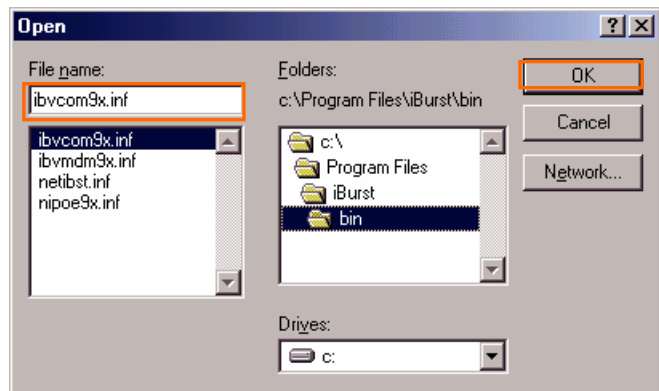 Open
File name:
ibvcom9x.inf
ibvcom9x.inf
ibvmdm9x.inf
netibst.inf
nipoe9x.inf
Folders:
c:\Program Files\iBurst\bin
c:\
Program Files
iBurst
bin
Drives:
c:
OK
Cancel
Network...